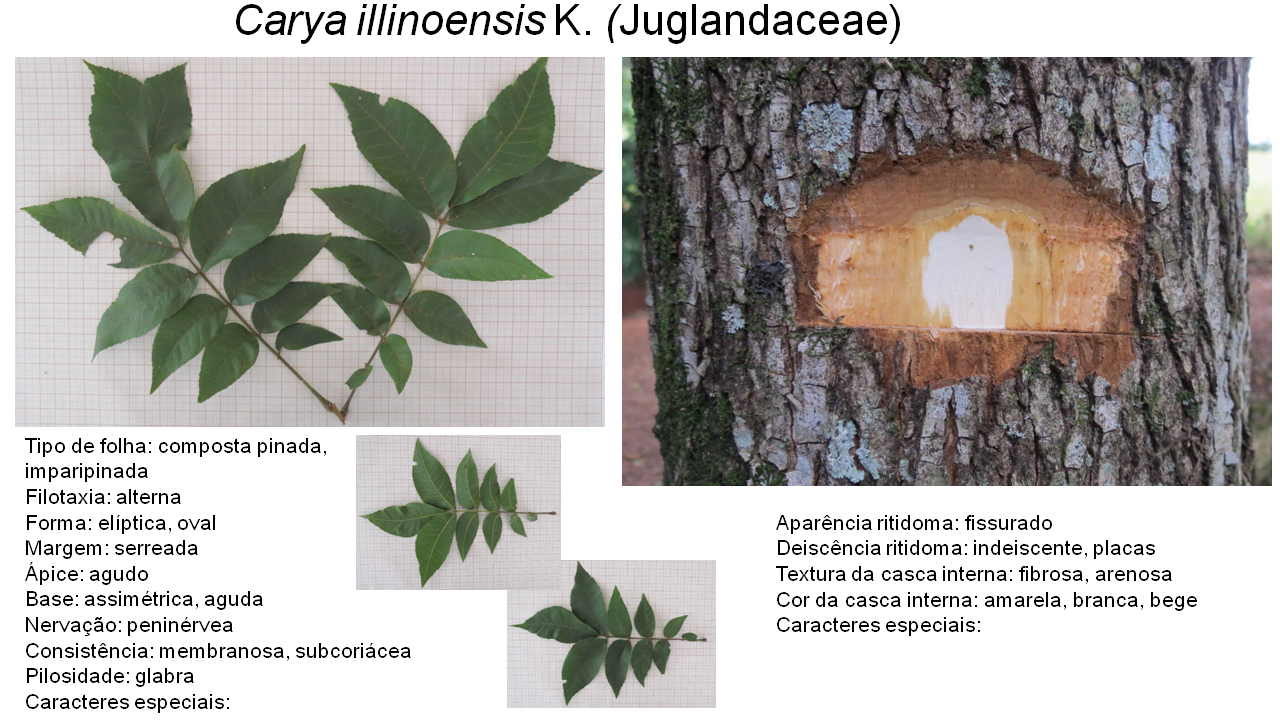 Carya illinoensis K. (Juglandaceae)
Tipo de folha: composta pinada,
imparipinada
Filotaxia: alterna
Forma: elíptica, oval
Margem: serreada
Ápice: agudo
Base: assimétrica, aguda
Nervação: peninérvea
Consistência: membranosa, subcoriácea
Pilosidade: glabra
Caracteres especiais:
Aparência ritidoma: fissurado
Deiscência ritidoma: indeiscente, placas
Textura da casca interna: fibrosa, arenosa
Cor da casca interna: amarela, branca, bege
Caracteres especiais: